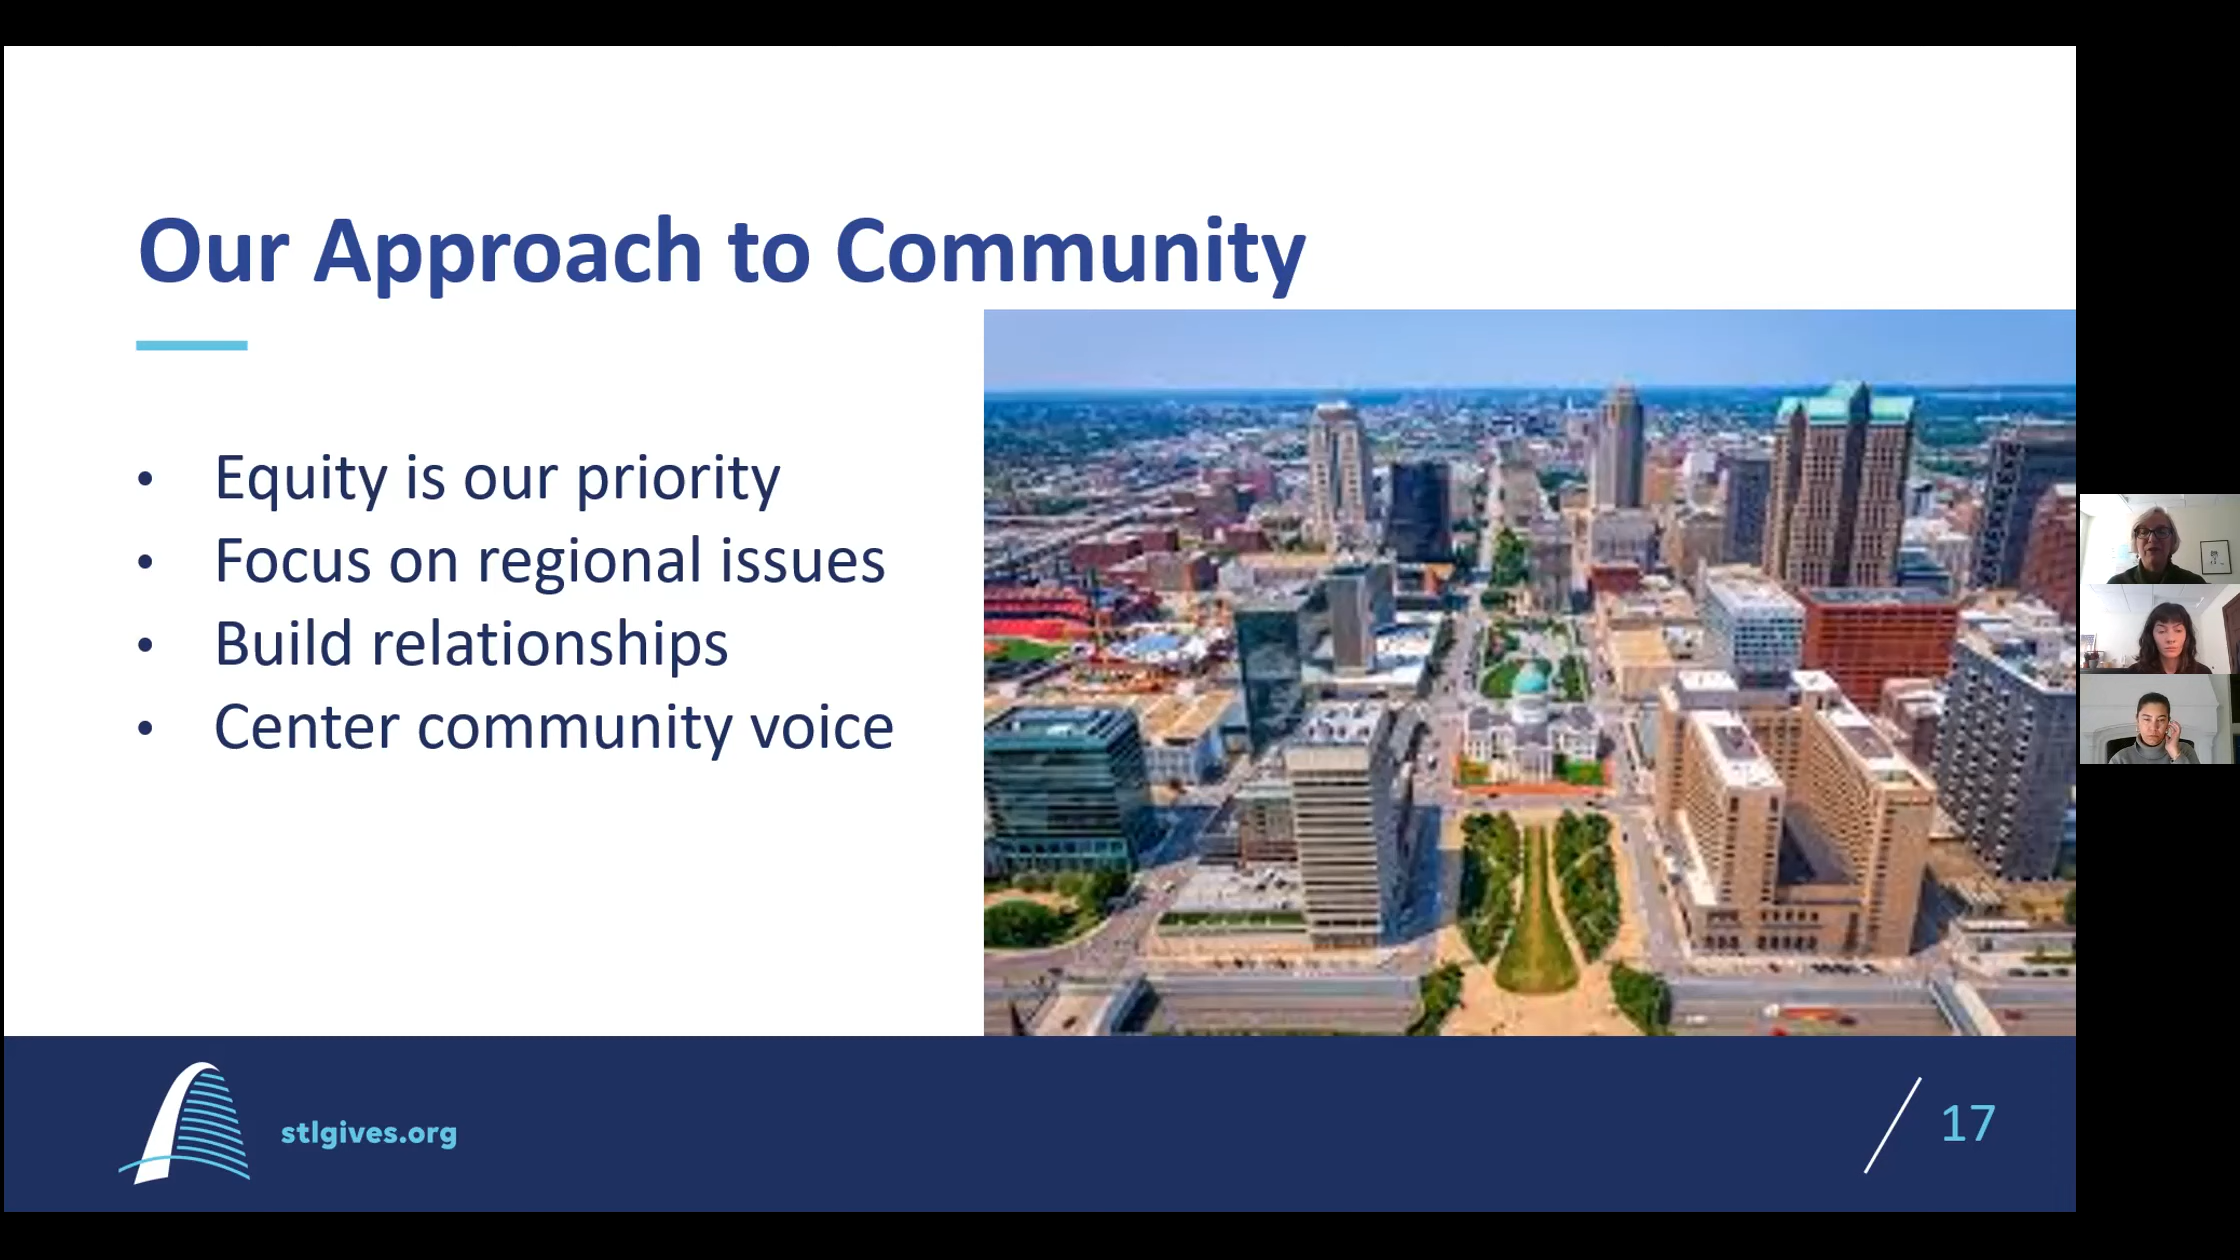 Our Approach to Community
• Equity is our priority
• Focus on regional issues
• Build relationships
• Center community voice
stlgives.org
17